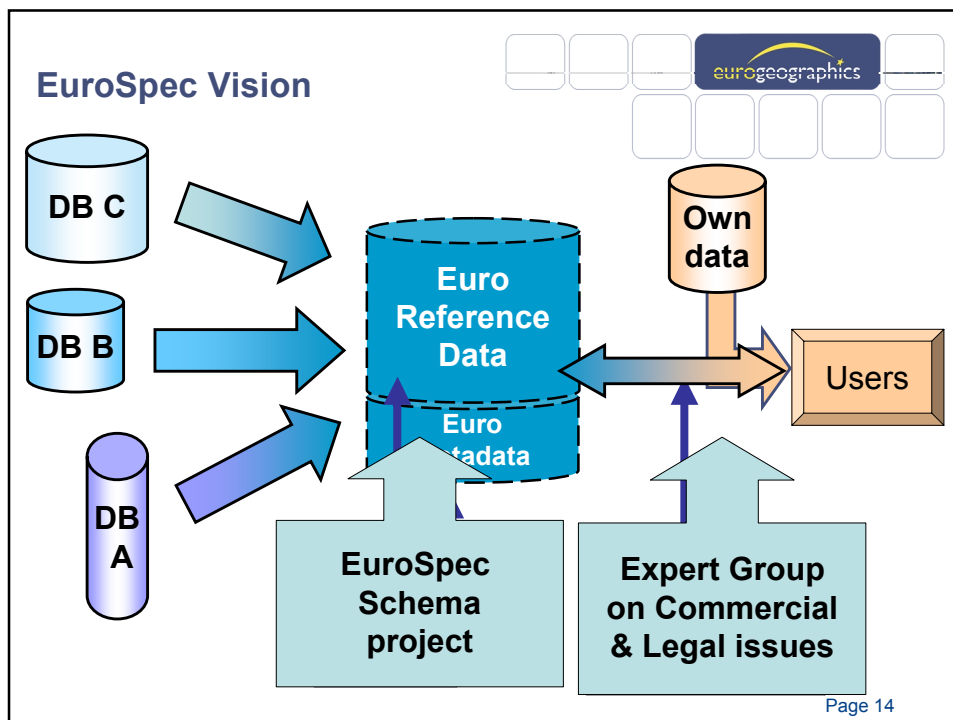 EuroSpec Vision
eurogeographics
DB C
DB B
DB
A
Euro
Reference
Data
Euro
Own
data
Users
EuroSpec
Schema
project
Expert Group
on Commercial
& Legal issues
Page 14